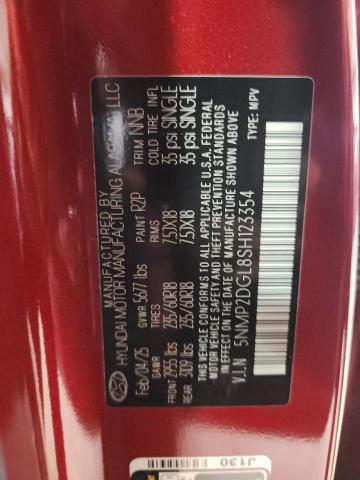 MANUFACTURED BY
HYUNDAI MOTOR MANUFACTURING ALABAMA, LLC
Feb/04/25 GVWR 5677 lbs PAINT R2P TRIM NNB
GAWR TIRES RIMS COLD TIRE INFL
FRONT 2955 lbs 235/60R18 7.5JX18 35 psi SINGLE
REAR 3109 lbs 235/60R18 7.5JX18 35 psi SINGLE
THIS VEHICLE CONFORMS TO ALL APPLICABLE U.S.A. FEDERAL
MOTOR VEHICLE SAFETY AND THEFT PREVENTION STANDARDS
IN EFFECT ON THE DATE OF MANUFACTURE SHOWN ABOVE
V.I.N 5NMP2DGL8SH123354 TYPE: MPV
J130